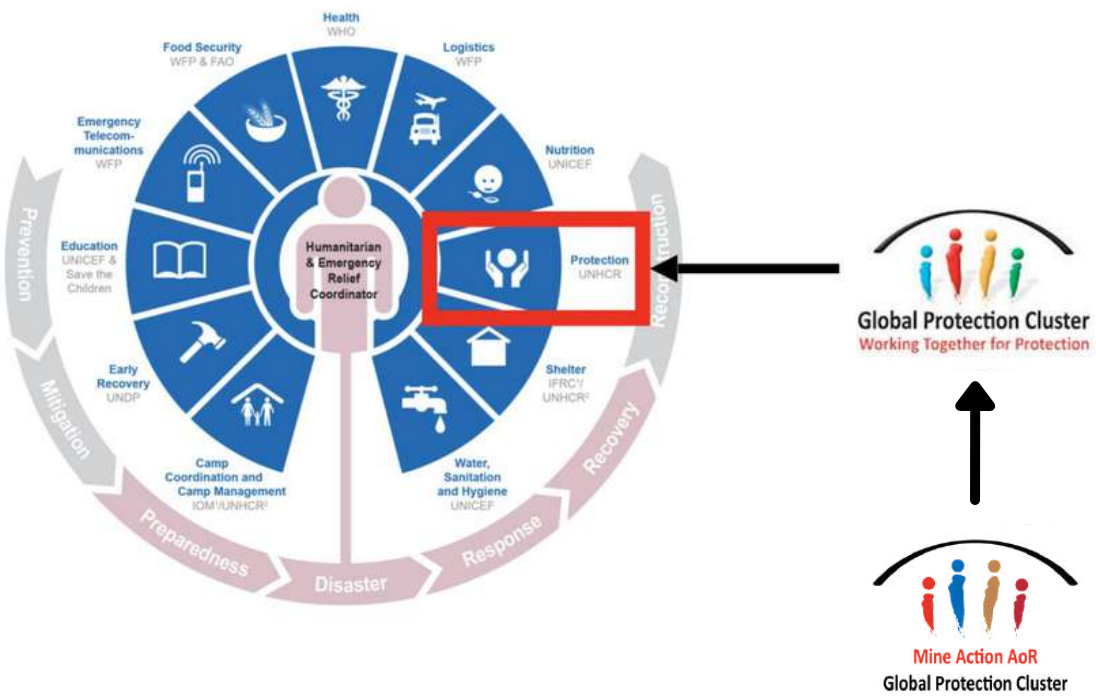 Health
WHO
Food Security
WFP & FAO
Logistics
WFP
Emergency
Telecom-
munications
WFP
Nutrition
UNICEF
Education
UNICEF &
Save the
Children
Humanitarian
& Emergency
Relief
Coordinator
Protection
UNHCR
Early
Recovery
UNDP
Shelter
IFRC¹/
UNHCR²
Camp
Coordination and
Camp Management
IOM¹/UNHCR²
Water,
Sanitation
and Hygiene
UNICEF
Prevention
Mitigation
Preparedness
Disaster
Response
Recovery
Global Protection Cluster
Working Together for Protection
Mine Action AoR
Global Protection Cluster